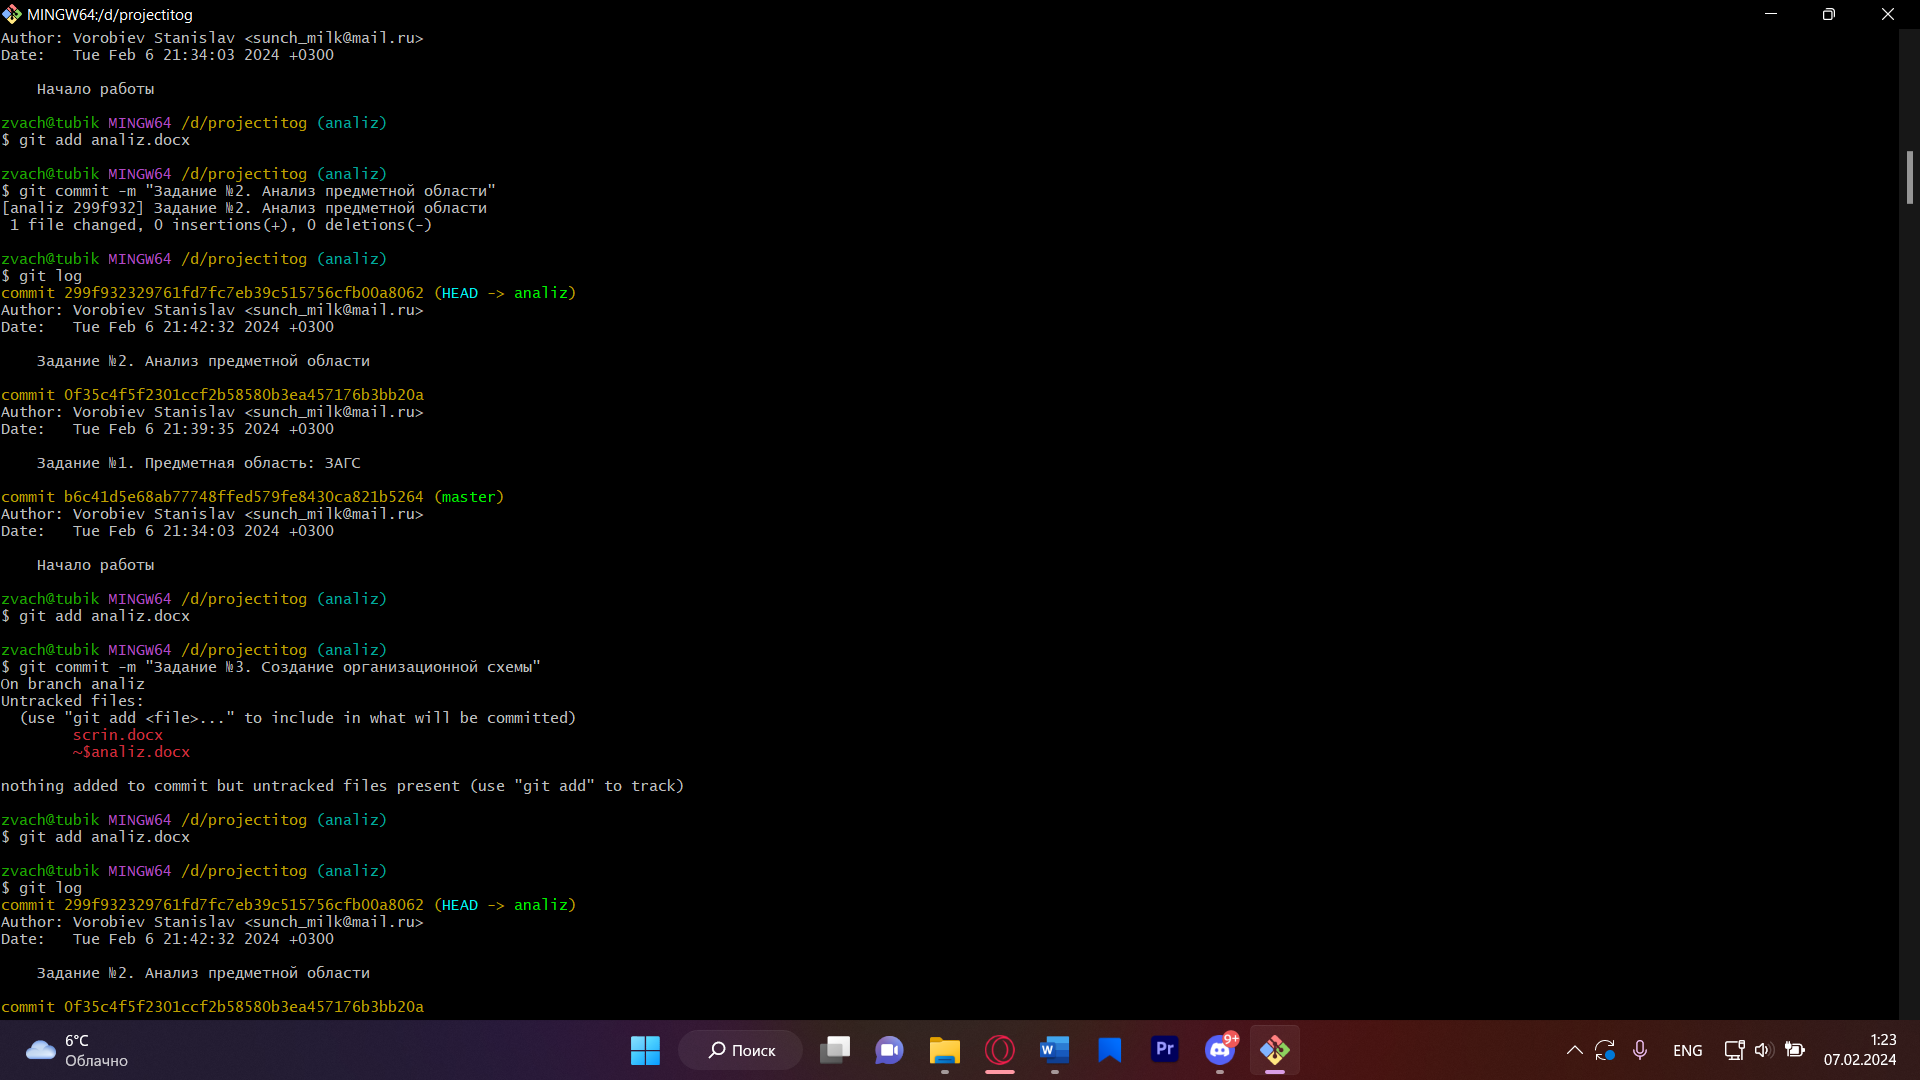 MINGW64:/d/projectitog
Author: Vorobiev Stanislav <sunch_milk@mail.ru>
Date:   Tue Feb 6 21:34:03 2024 +0300
    Начало работы
zvach@tubik MINGW64 /d/projectitog (analiz)
$ git add analiz.docx
zvach@tubik MINGW64 /d/projectitog (analiz)
$ git commit -m "Задание №2. Анализ предметной области"
[analiz 299f932] Задание №2. Анализ предметной области
 1 file changed, 0 insertions(+), 0 deletions(-)
zvach@tubik MINGW64 /d/projectitog (analiz)
$ git log
commit 299f932329761fd7fc7eb39c515756cfb00a8062 (HEAD -> analiz)
Author: Vorobiev Stanislav <sunch_milk@mail.ru>
Date:   Tue Feb 6 21:42:32 2024 +0300
    Задание №2. Анализ предметной области
commit 0f35c4f5f2301ccf2b58580b3ea457176b3bb20a
Author: Vorobiev Stanislav <sunch_milk@mail.ru>
Date:   Tue Feb 6 21:39:35 2024 +0300
    Задание №1. Предметная область: ЗАГС
commit b6c41d5e68ab77748ffed579fe8430ca821b5264 (master)
Author: Vorobiev Stanislav <sunch_milk@mail.ru>
Date:   Tue Feb 6 21:34:03 2024 +0300
    Начало работы
zvach@tubik MINGW64 /d/projectitog (analiz)
$ git add analiz.docx
zvach@tubik MINGW64 /d/projectitog (analiz)
$ git commit -m "Задание №3. Создание организационной схемы"
On branch analiz
Untracked files:
  (use "git add <file>..." to include in what will be committed)
        scrin.docx
        ~$analiz.docx
nothing added to commit but untracked files present (use "git add" to track)
zvach@tubik MINGW64 /d/projectitog (analiz)
$ git add analiz.docx
zvach@tubik MINGW64 /d/projectitog (analiz)
$ git log
commit 299f932329761fd7fc7eb39c515756cfb00a8062 (HEAD -> analiz)
Author: Vorobiev Stanislav <sunch_milk@mail.ru>
Date:   Tue Feb 6 21:42:32 2024 +0300
    Задание №2. Анализ предметной области
commit 0f35c4f5f2301ccf2b58580b3ea457176b3bb20a
6°C
Облачно
Поиск
W
Pr
9+
ENG
1:23
07.02.2024